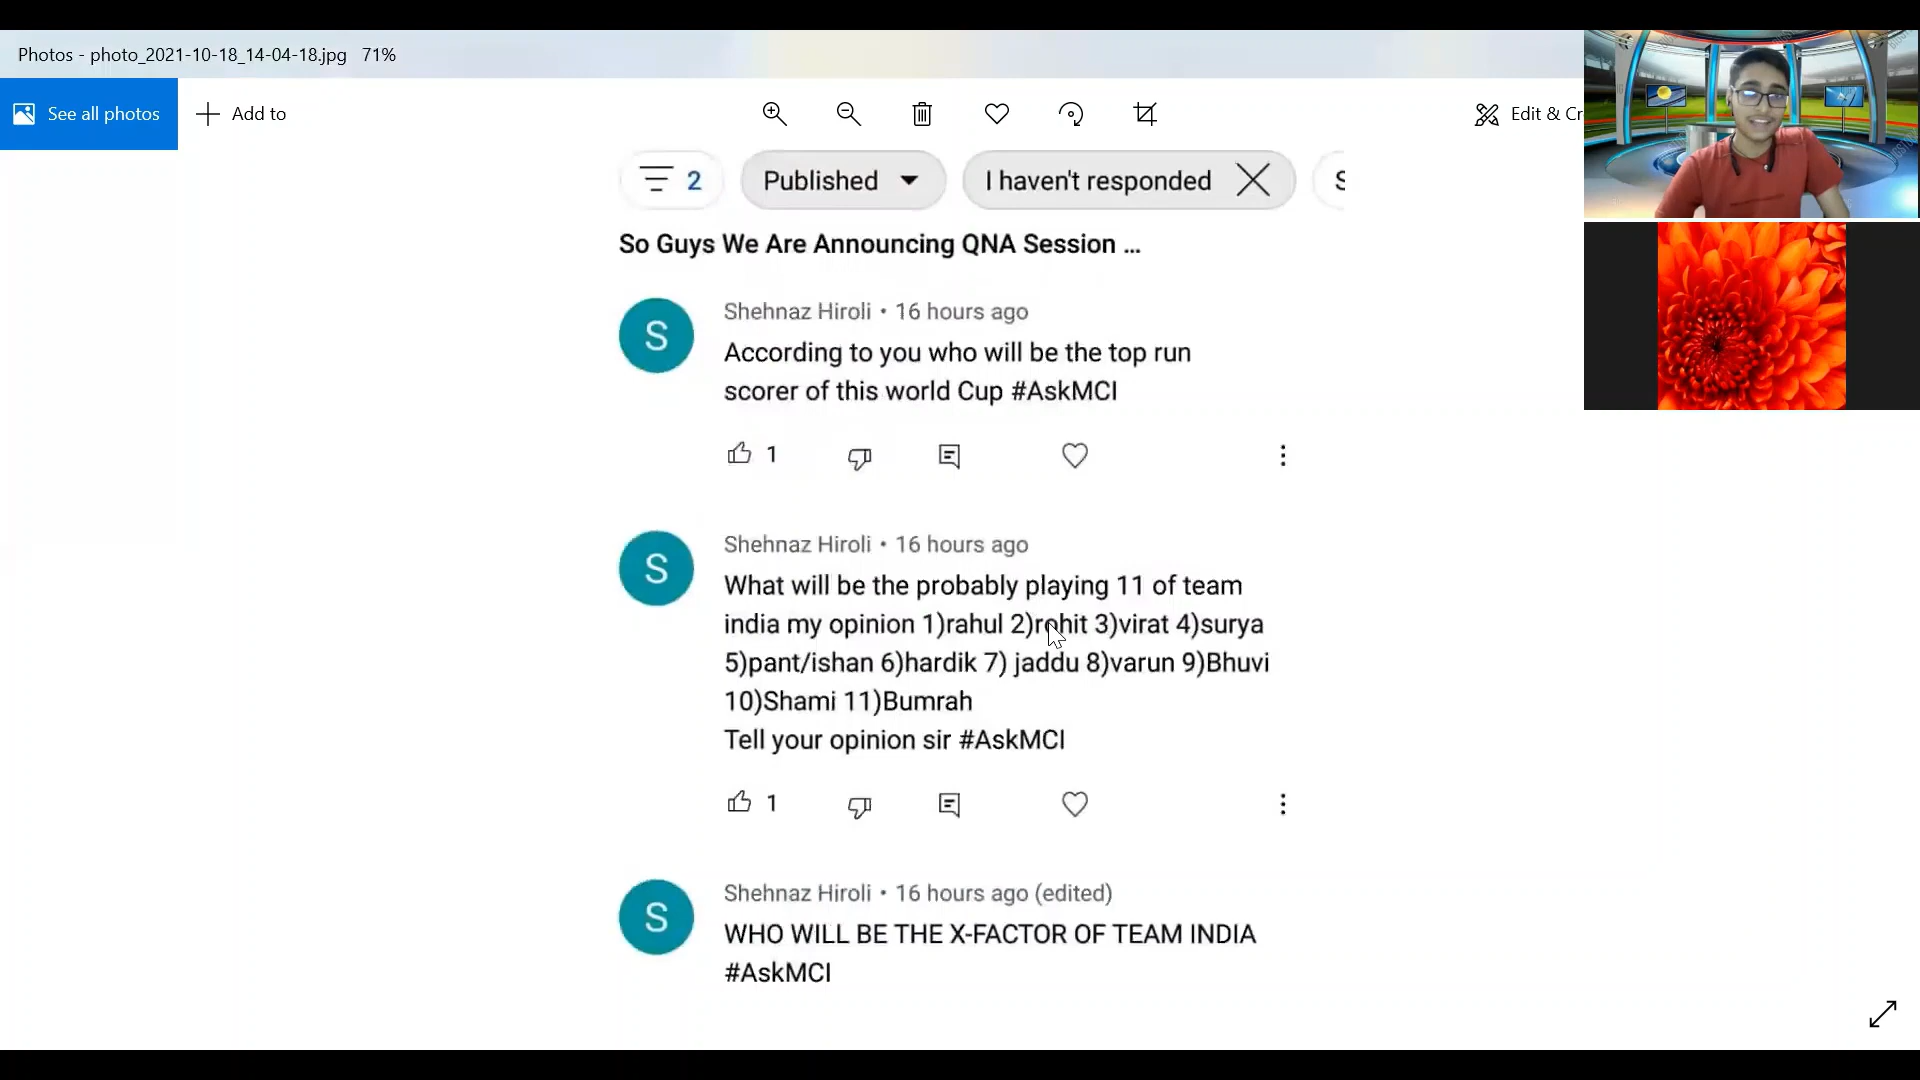 Photos - photo_2021-10-18_14-04-18.jpg 71%
See all photos
Add to
Edit & Cr
2
Published
I haven't responded
So Guys We Are Announcing QNA Session ...
S
Shehnaz Hiroli • 16 hours ago
According to you who will be the top run
scorer of this world Cup #AskMCI
1
S
Shehnaz Hiroli • 16 hours ago
What will be the probably playing 11 of team
india my opinion 1)rahul 2)rohit 3)virat 4)surya
5)pant/ishan 6)hardik 7) jaddu 8)varun 9)Bhuvi
10)Shami 11)Bumrah
Tell your opinion sir #AskMCI
1
S
Shehnaz Hiroli • 16 hours ago (edited)
WHO WILL BE THE X-FACTOR OF TEAM INDIA
#AskMCI